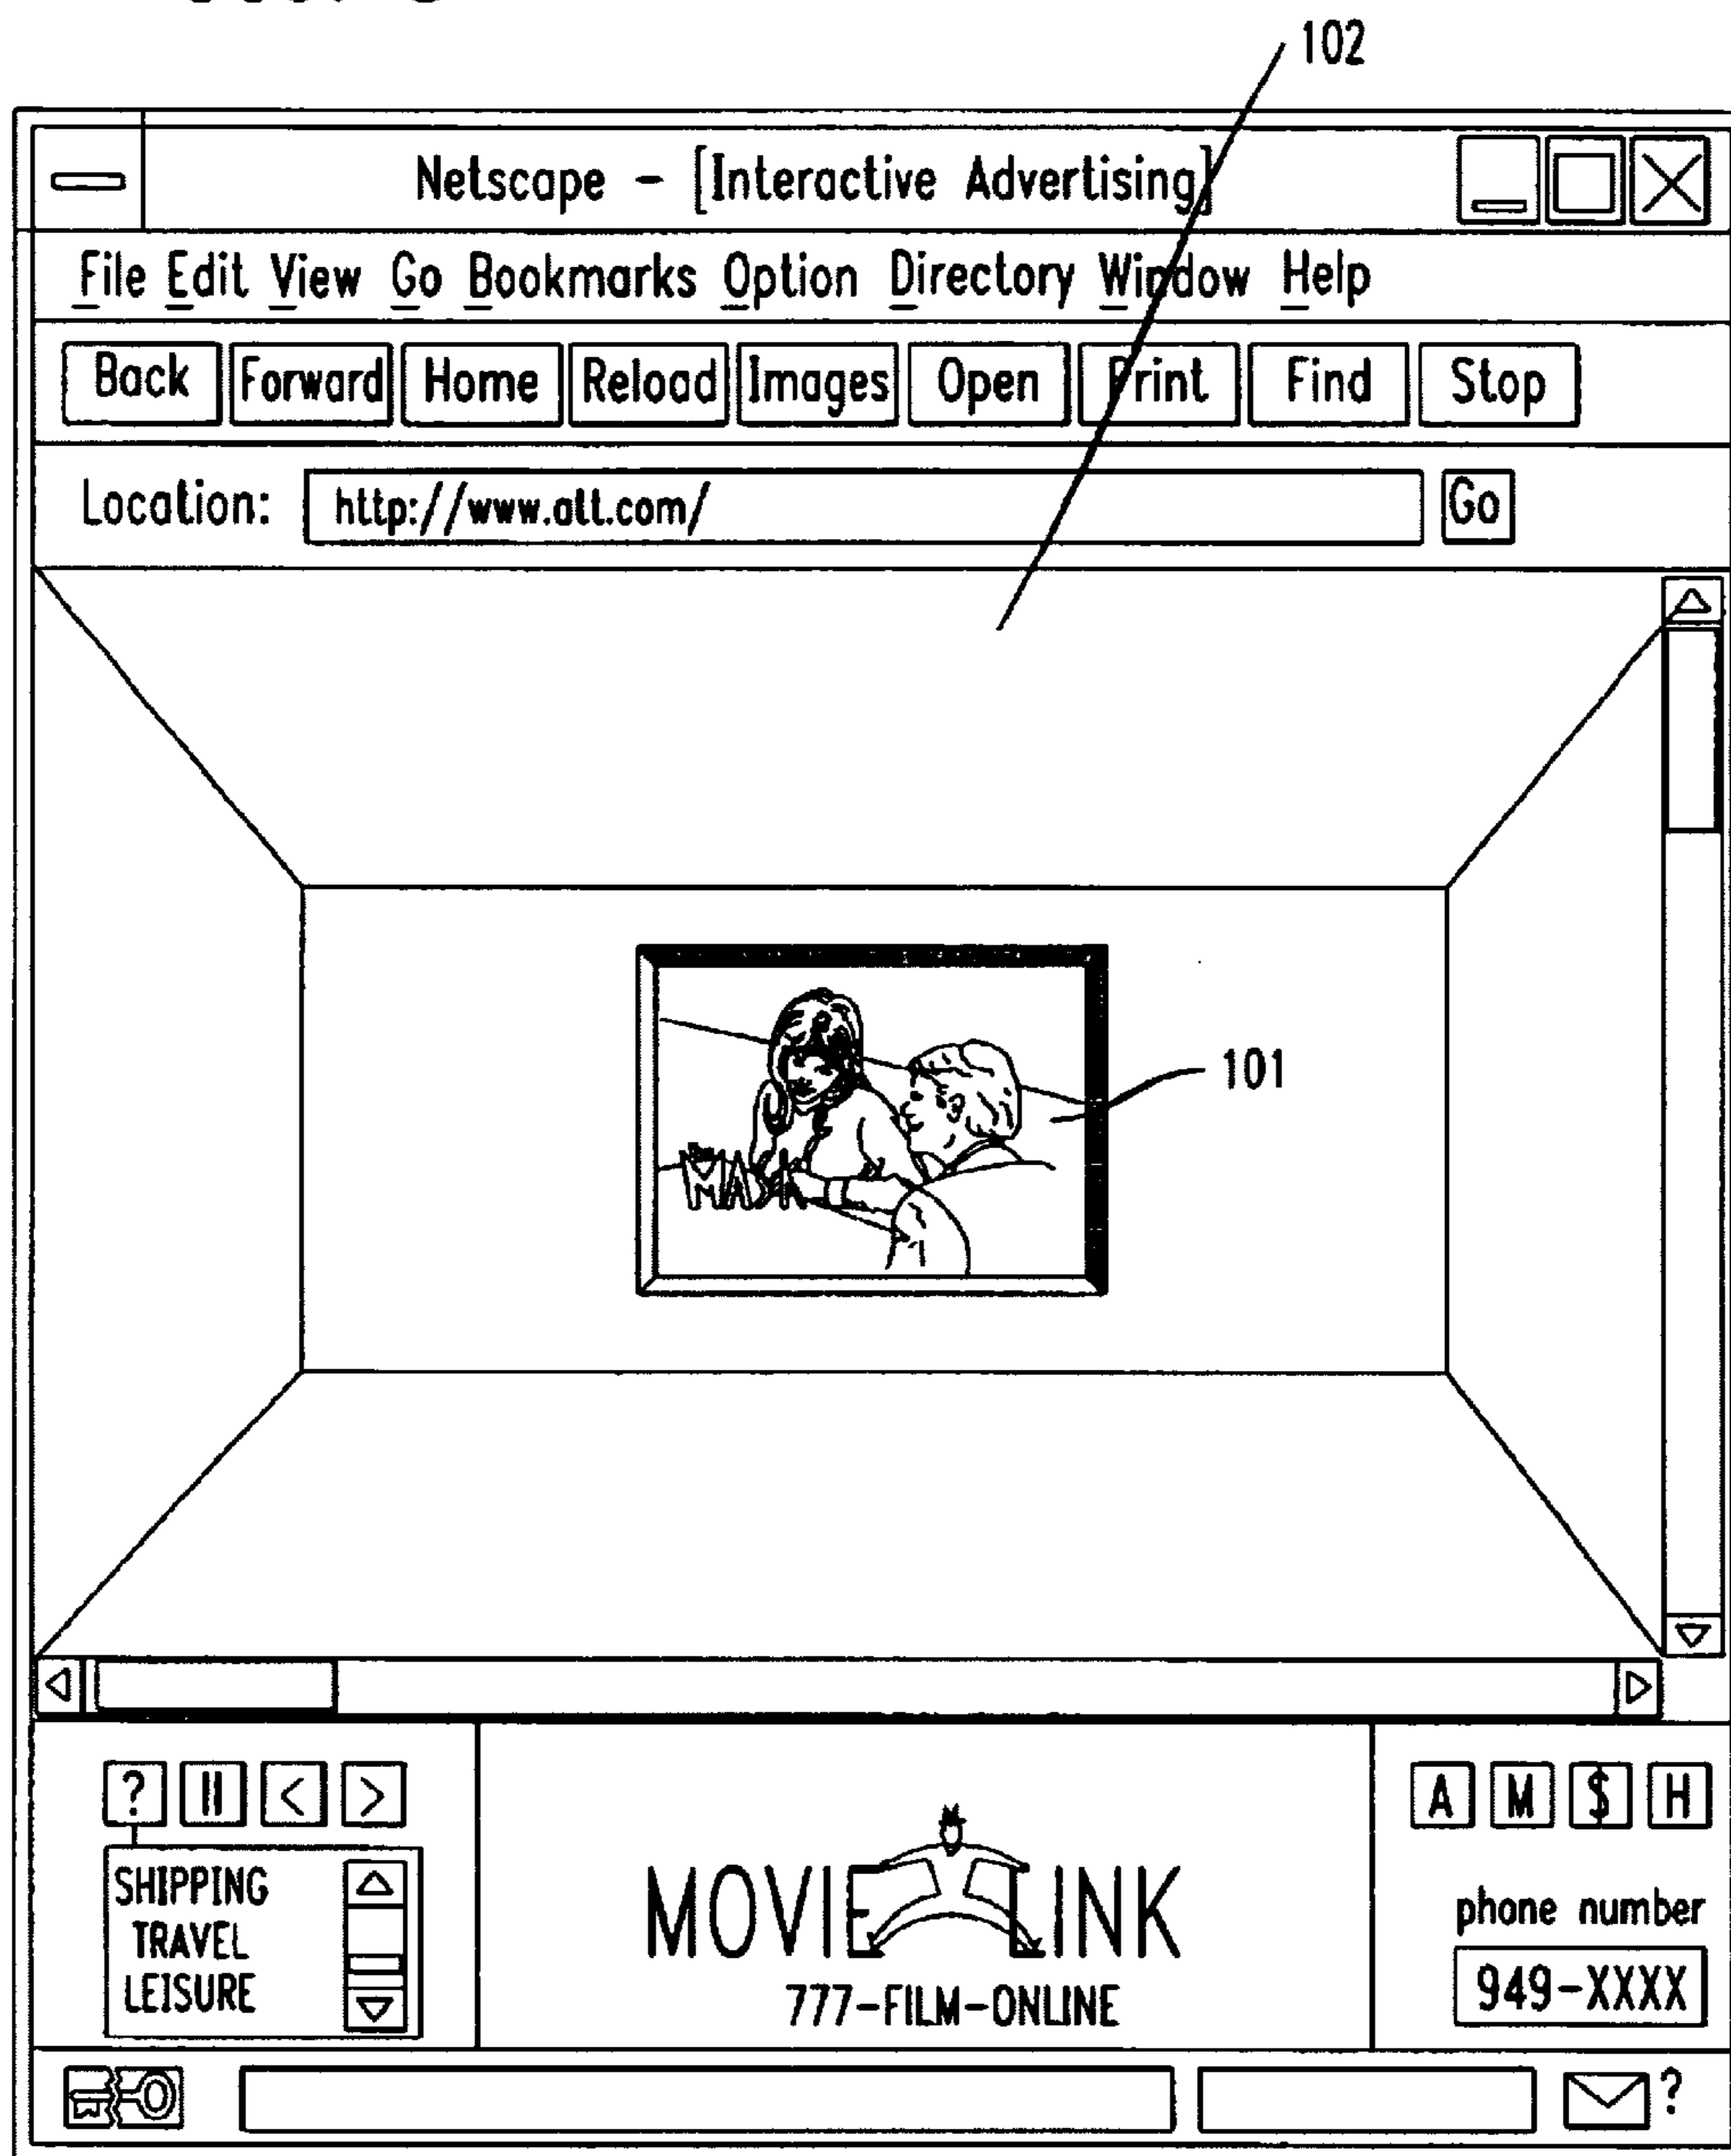 102
Netscape - [Interactive Advertising]
File Edit View Go Bookmarks Option Directory Window Help
Back Forward Home Reload Images Open Print Find Stop
Location: http://www.att.com/ Go
101
THE MASK
? || < > A M $ H
SHIPPING
TRAVEL
LEISURE
MOVIE LINK
777-FILM-ONLINE
phone number
949-XXXX
?